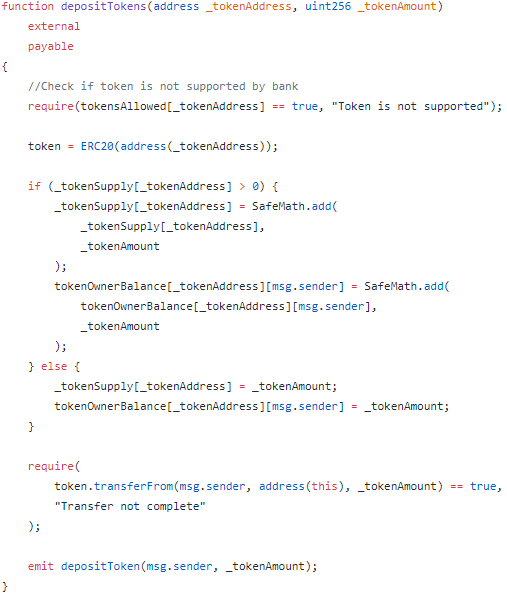 function depositTokens(address _tokenAddress, uint256 _tokenAmount)
    external
    payable
{
    //Check if token is not supported by bank
    require(tokensAllowed[_tokenAddress] == true, "Token is not supported");

    token = ERC20(address(_tokenAddress));

    if (_tokenSupply[_tokenAddress] > 0) {
        _tokenSupply[_tokenAddress] = SafeMath.add(
            _tokenSupply[_tokenAddress],
            _tokenAmount
        );
        tokenOwnerBalance[_tokenAddress][msg.sender] = SafeMath.add(
            tokenOwnerBalance[_tokenAddress][msg.sender],
            _tokenAmount
        );
    } else {
        _tokenSupply[_tokenAddress] = _tokenAmount;
        tokenOwnerBalance[_tokenAddress][msg.sender] = _tokenAmount;
    }

    require(
        token.transferFrom(msg.sender, address(this), _tokenAmount) == true,
        "Transfer not complete"
    );

    emit depositToken(msg.sender, _tokenAmount);
}